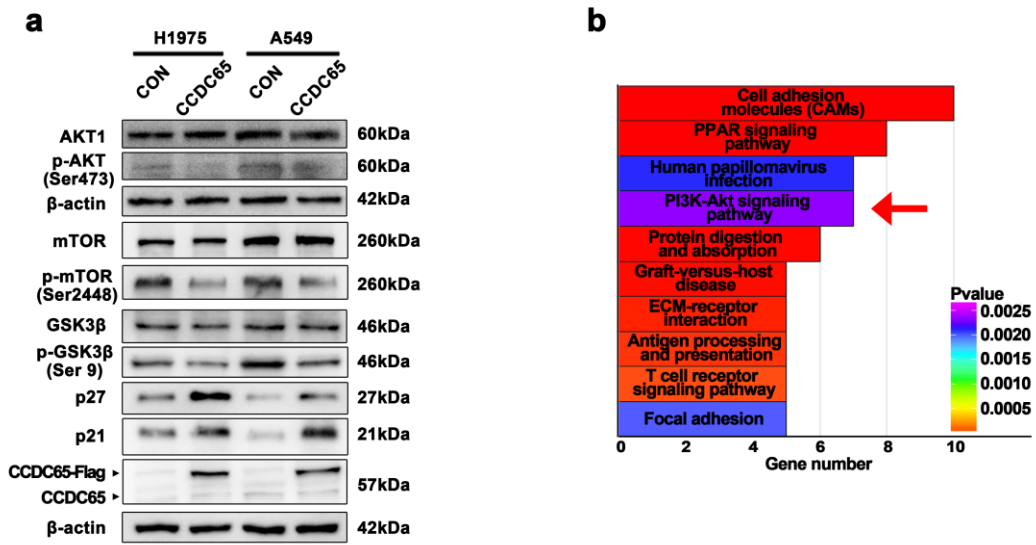 a
H1975 A549
CON CCDC65 CON CCDC65
AKT1 60kDa
p-AKT
(Ser473) 60kDa
β-actin 42kDa
mTOR 260kDa
p-mTOR
(Ser2448) 260kDa
GSK3β 46kDa
p-GSK3β
(Ser 9) 46kDa
p27 27kDa
p21 21kDa
CCDC65-Flag
57kDa
CCDC65
β-actin 42kDa
b
Cell adhesion
molecules (CAMs)
PPAR signaling
pathway
Human papillomavirus
infection
PI3K-Akt signaling
pathway
Protein digestion
and absorption
Graft-versus-host
disease
ECM-receptor
interaction
Antigen processing
and presentation
T cell receptor
signaling pathway
Focal adhesion
0 2 4 6 8 10
Gene number
Pvalue
0.0025
0.0020
0.0015
0.0010
0.0005